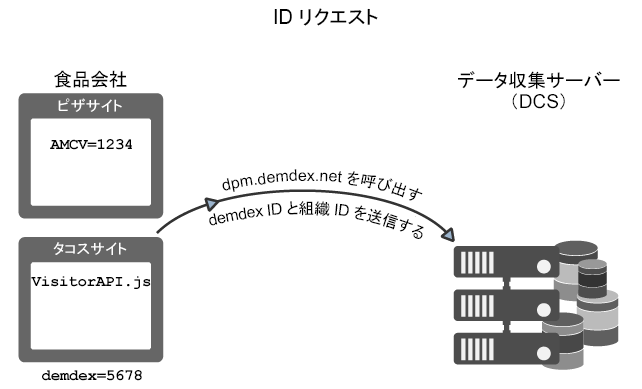 ID リクエスト
食品会社
データ収集サーバー
（DCS）
ピザサイト
AMCV=1234
dpm.demdex.net を呼び出す
demdex ID と組織 ID を送信する
タコスサイト
VisitorAPI.js
demdex=5678